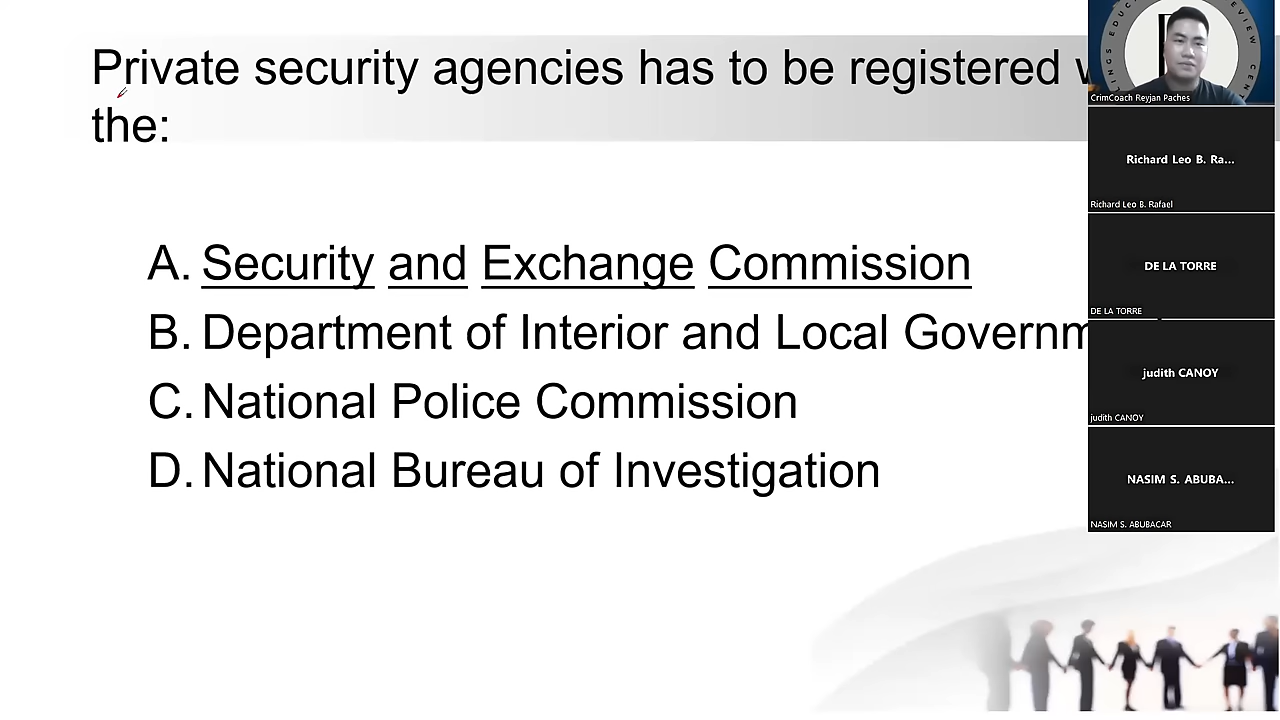 Private security agencies has to be registered
the:
A. Security and Exchange Commission
B. Department of Interior and Local Governm
C. National Police Commission
D. National Bureau of Investigation
CrimCoach Reyjan Paches
Richard Leo B. Ra...
Richard Leo B. Rafael
DE LA TORRE
DE LA TORRE
judith CANOY
judith CANOY
NASIM S. ABUBA...
NASIM S. ABUBACAR